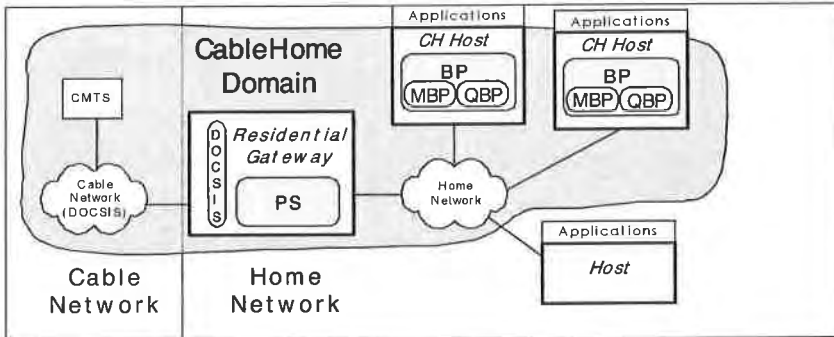 Applications
CH Host
BP
MBP QBP
Applications
CH Host
BP
MBP QBP
CableHome
Domain
CMTS
DOCSIS
Residential
Gateway
PS
Cable
Network
(DOCSIS)
Home
Network
Applications
Host
Cable
Network
Home
Network